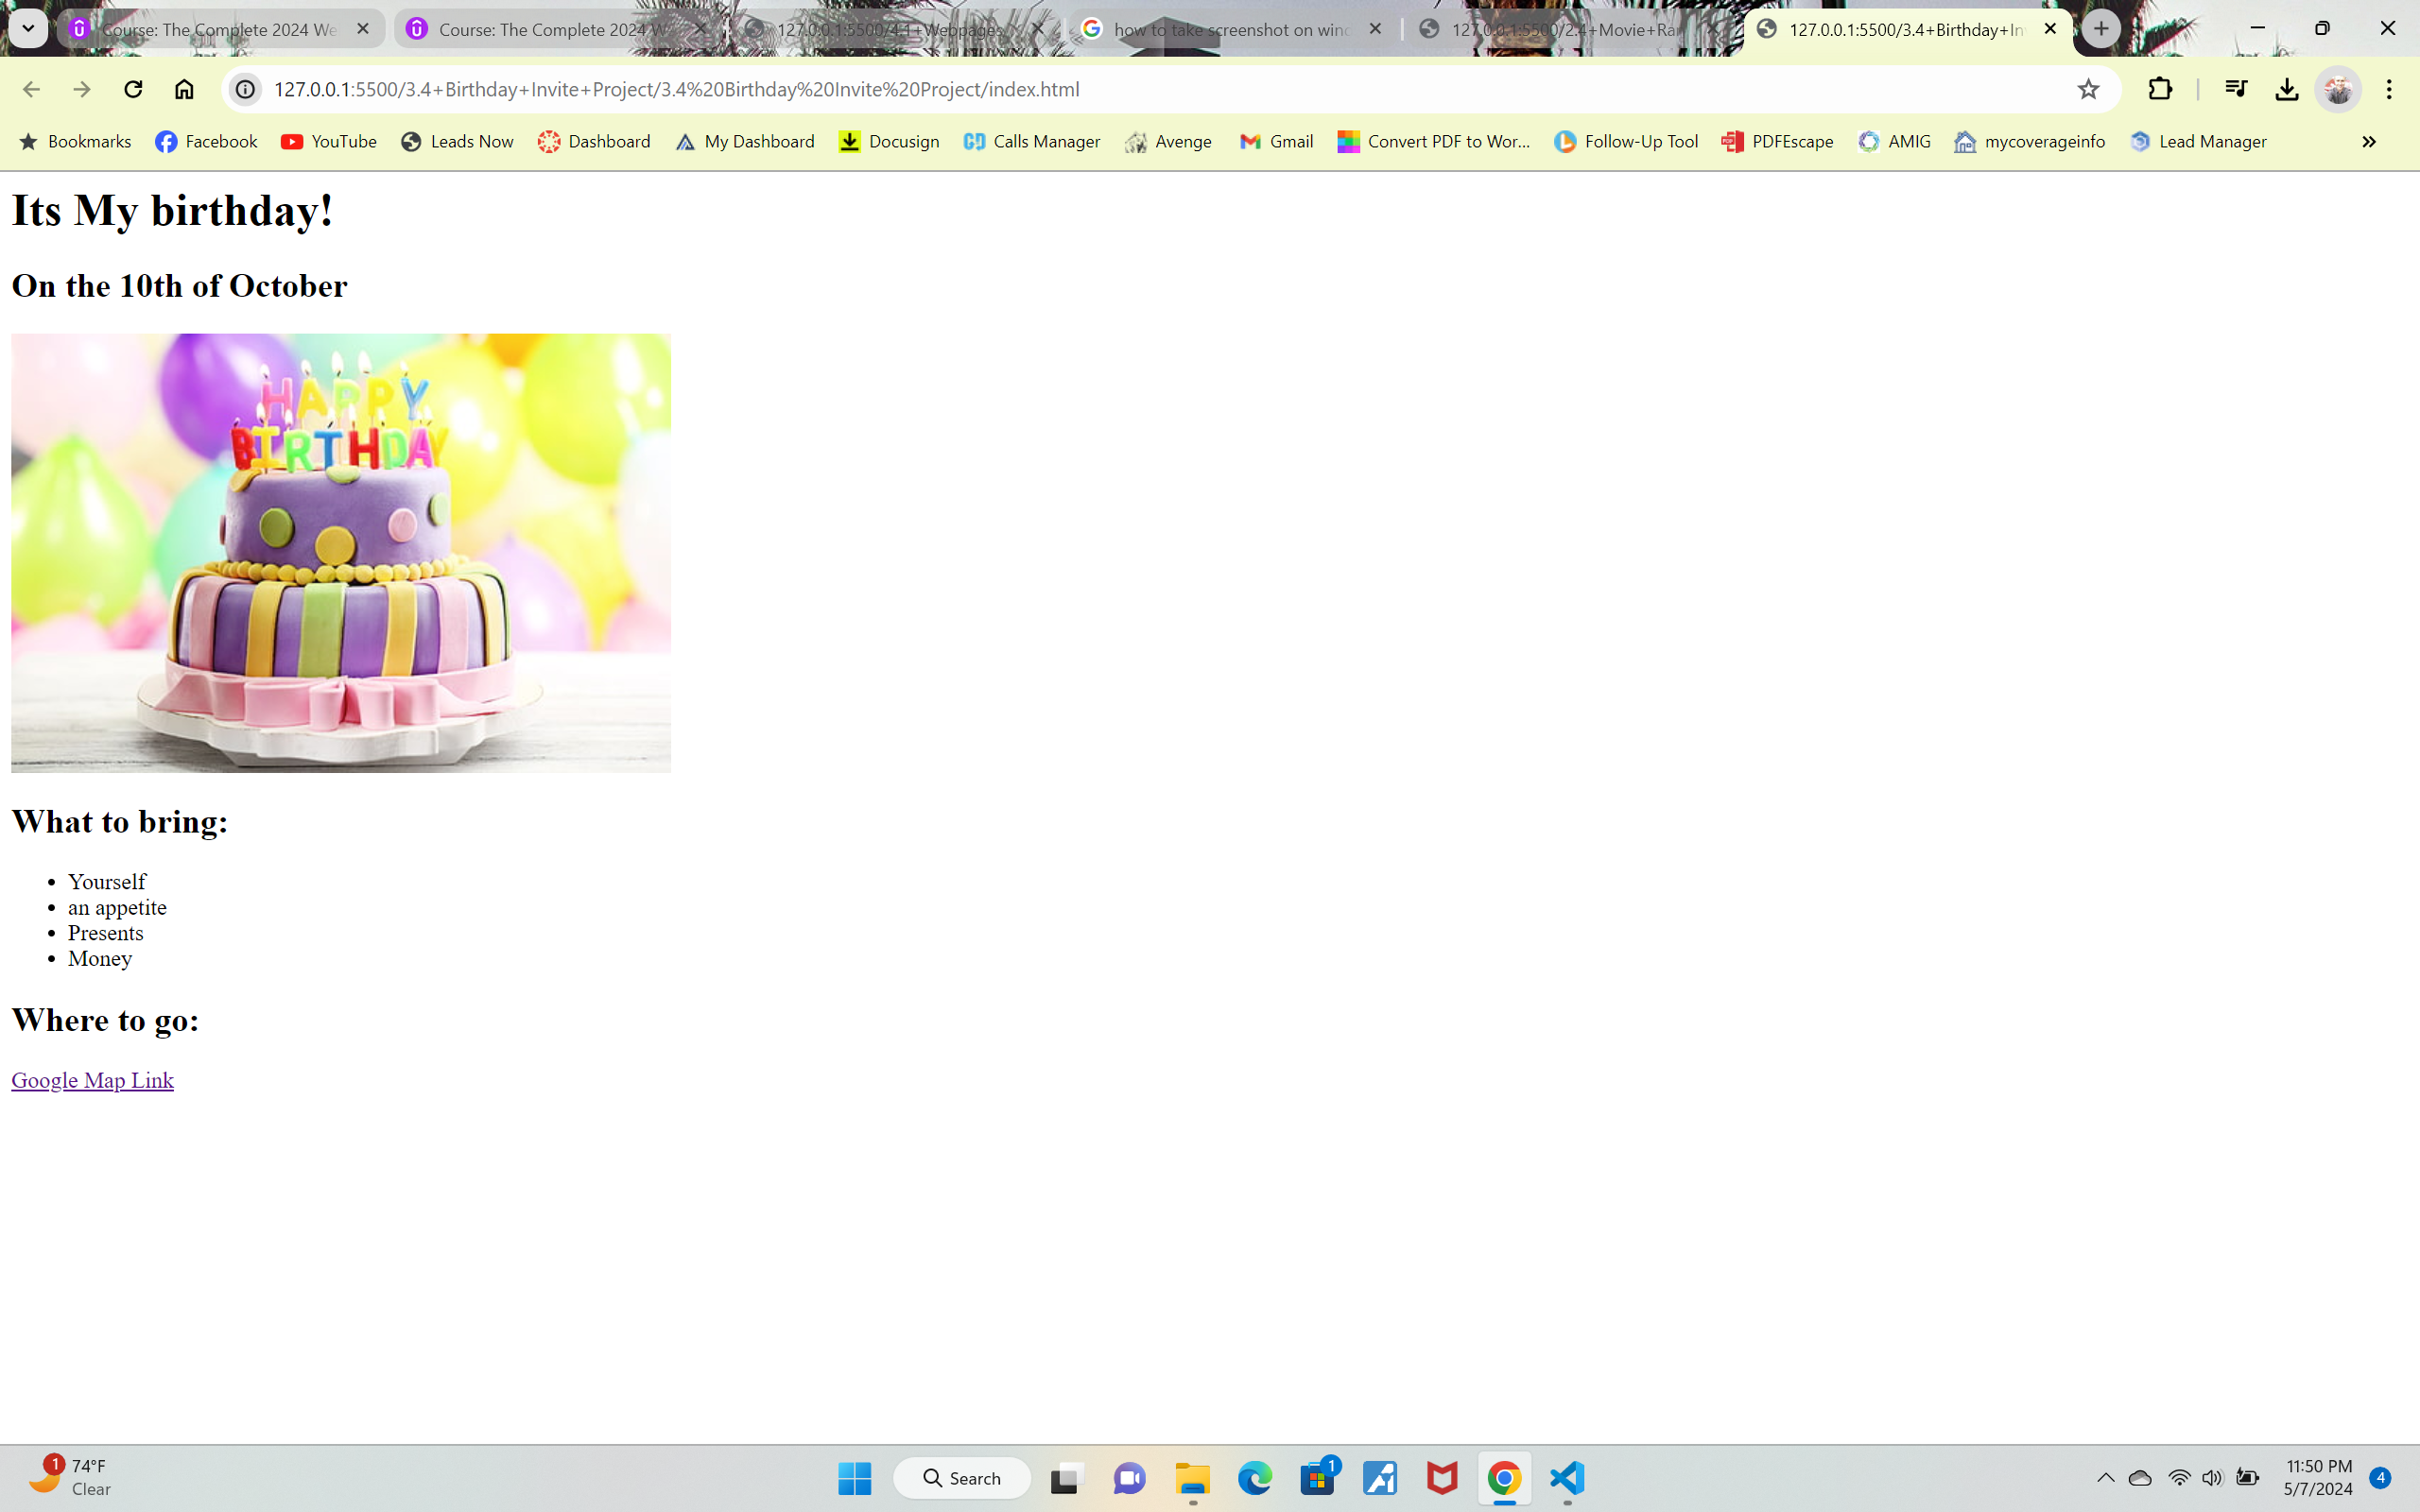 Course: The Complete 2024 We
Course: The Complete 2024 W
127.0.0.1:5500/4.1+Webpages
how to take screenshot on wind
127.0.0.1:5500/2.4+Movie+Ran
127.0.0.1:5500/3.4+Birthday+In
127.0.0.1:5500/3.4+Birthday+Invite+Project/3.4%20Birthday%20Invite%20Project/index.html
Bookmarks Facebook YouTube Leads Now Dashboard My Dashboard Docusign Calls Manager Avenge Gmail Convert PDF to Wor... Follow-Up Tool PDFEscape AMIG mycoverageinfo Lead Manager
Its My birthday!
On the 10th of October
HAPPY
BIRTHDAY
What to bring:
• Yourself
• an appetite
• Presents
• Money
Where to go:
Google Map Link
1
74°F
Clear
Search
1
11:50 PM
5/7/2024
4